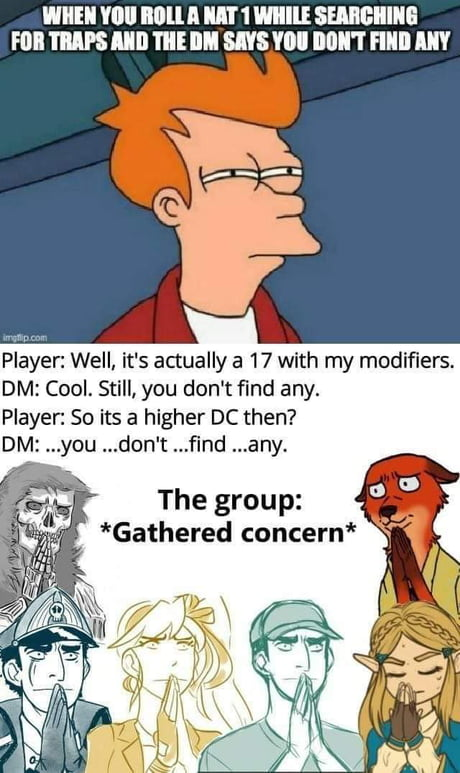 WHEN YOU ROLL A NAT 1 WHILE SEARCHING
FOR TRAPS AND THE DM SAYS YOU DON'T FIND ANY
imgflip.com
Player: Well, it's actually a 17 with my modifiers.
DM: Cool. Still, you don't find any.
Player: So its a higher DC then?
DM: ...you ...don't ...find ...any.
The group:
*Gathered concern*